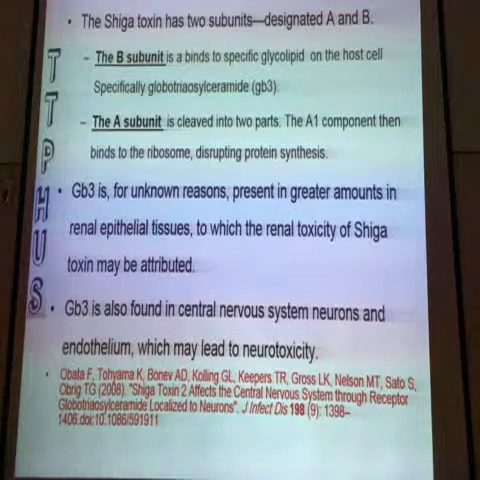 • The Shiga toxin has two subunits—designated A and B.
– The B subunit is a binds to specific glycolipid on the host cell
Specifically globotriaosylceramide (gb3).
– The A subunit is cleaved into two parts. The A1 component then
binds to the ribosome, disrupting protein synthesis.
• Gb3 is, for unknown reasons, present in greater amounts in
renal epithelial tissues, to which the renal toxicity of Shiga
toxin may be attributed.
• Gb3 is also found in central nervous system neurons and
endothelium, which may lead to neurotoxicity.
• Obata F, Tohyama K, Bonev AD, Kolling GL, Keepers TR, Gross LK, Nelson MT, Sato S,
Obrig TG (2008). "Shiga Toxin 2 Affects the Central Nervous System through Receptor
Globotriaosylceramide Localized to Neurons". J Infect Dis 198 (9): 1398–
1406.doi:10.1086/591911
T
T
P
H
U
S